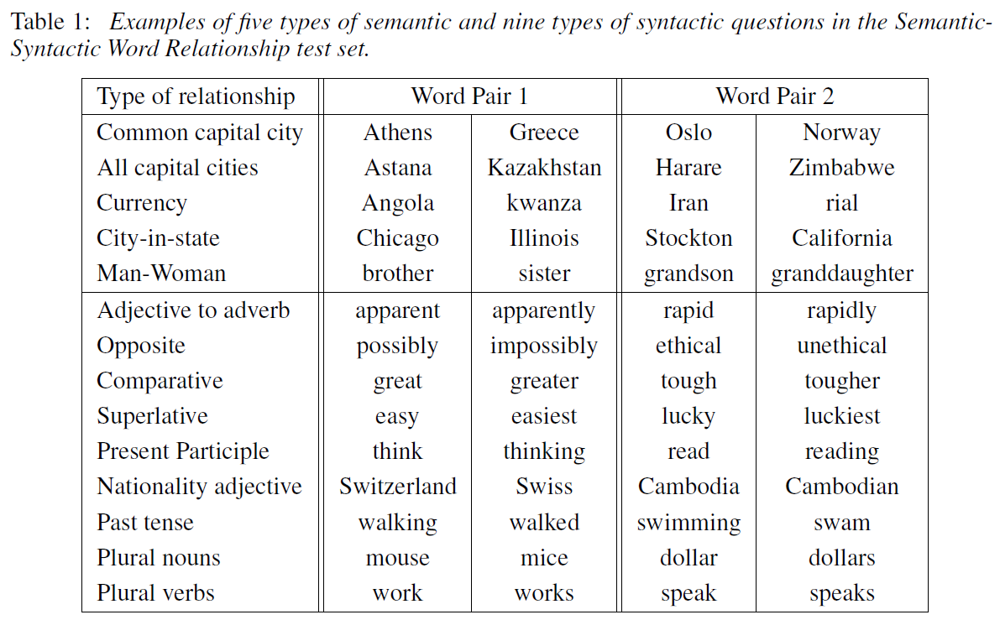 Table 1: Examples of five types of semantic and nine types of syntactic questions in the Semantic-
Syntactic Word Relationship test set.
Type of relationship Word Pair 1 Word Pair 2
Common capital city Athens Greece Oslo Norway
All capital cities Astana Kazakhstan Harare Zimbabwe
Currency Angola kwanza Iran rial
City-in-state Chicago Illinois Stockton California
Man-Woman brother sister grandson granddaughter
Adjective to adverb apparent apparently rapid rapidly
Opposite possibly impossibly ethical unethical
Comparative great greater tough tougher
Superlative easy easiest lucky luckiest
Present Participle think thinking read reading
Nationality adjective Switzerland Swiss Cambodia Cambodian
Past tense walking walked swimming swam
Plural nouns mouse mice dollar dollars
Plural verbs work works speak speaks